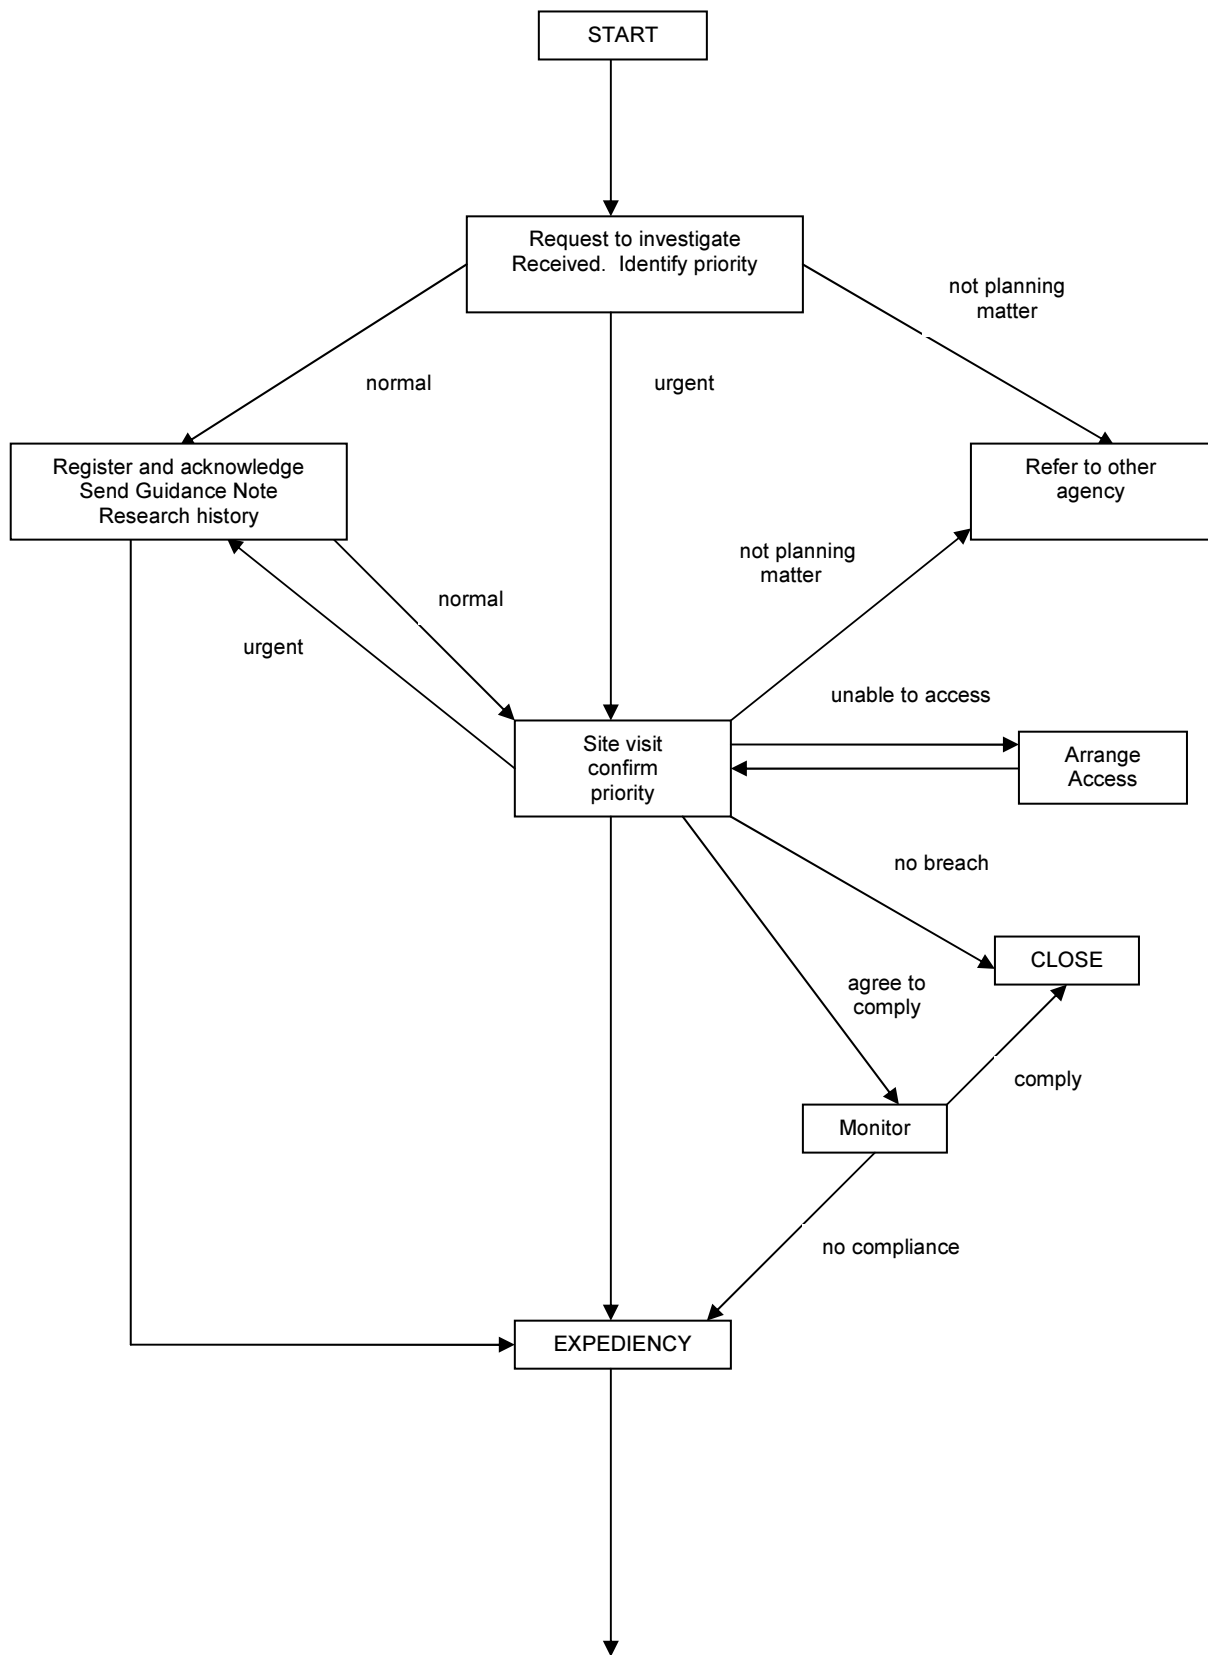 START
Request to investigate
Received.  Identify priority
not planning
matter
normal
urgent
Register and acknowledge
Send Guidance Note
Research history
Refer to other
agency
not planning
matter
normal
urgent
unable to access
Site visit
confirm
priority
Arrange
Access
no breach
CLOSE
agree to
comply
comply
Monitor
no compliance
EXPEDIENCY